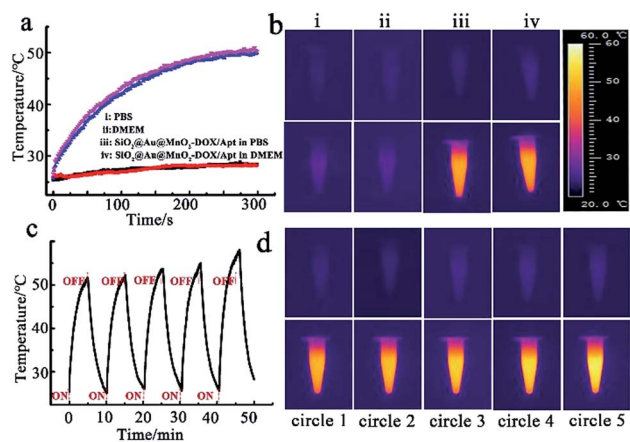 a
Temperature/°C
50
40
30
i: PBS
ii:DMEM
iii: SiO2@Au@MnO2-DOX/Apt in PBS
iv: SiO2@Au@MnO2-DOX/Apt in DMEM
0 100 200 300
Time/s
b
i ii iii iv
60.0 ℃
60
50
40
30
20.0 ℃
c
Temperature/°C
50
40
30
OFF OFF OFF OFF OFF
ON ON ON ON ON
0 10 20 30 40 50
Time/min
d
circle 1 circle 2 circle 3 circle 4 circle 5